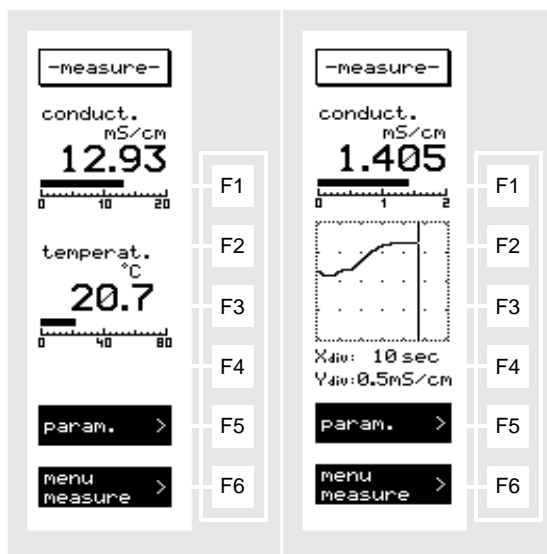 -measure-
conduct.
mS/cm
12.93
0 10 20
temperat.
°C
20.7
0 40 80
param. >
menu
measure >
F1
F2
F3
F4
F5
F6
-measure-
conduct.
mS/cm
1.405
0 1 2
Xdiv: 10 sec
Ydiv:0.5mS/cm
param. >
menu
measure >
F1
F2
F3
F4
F5
F6